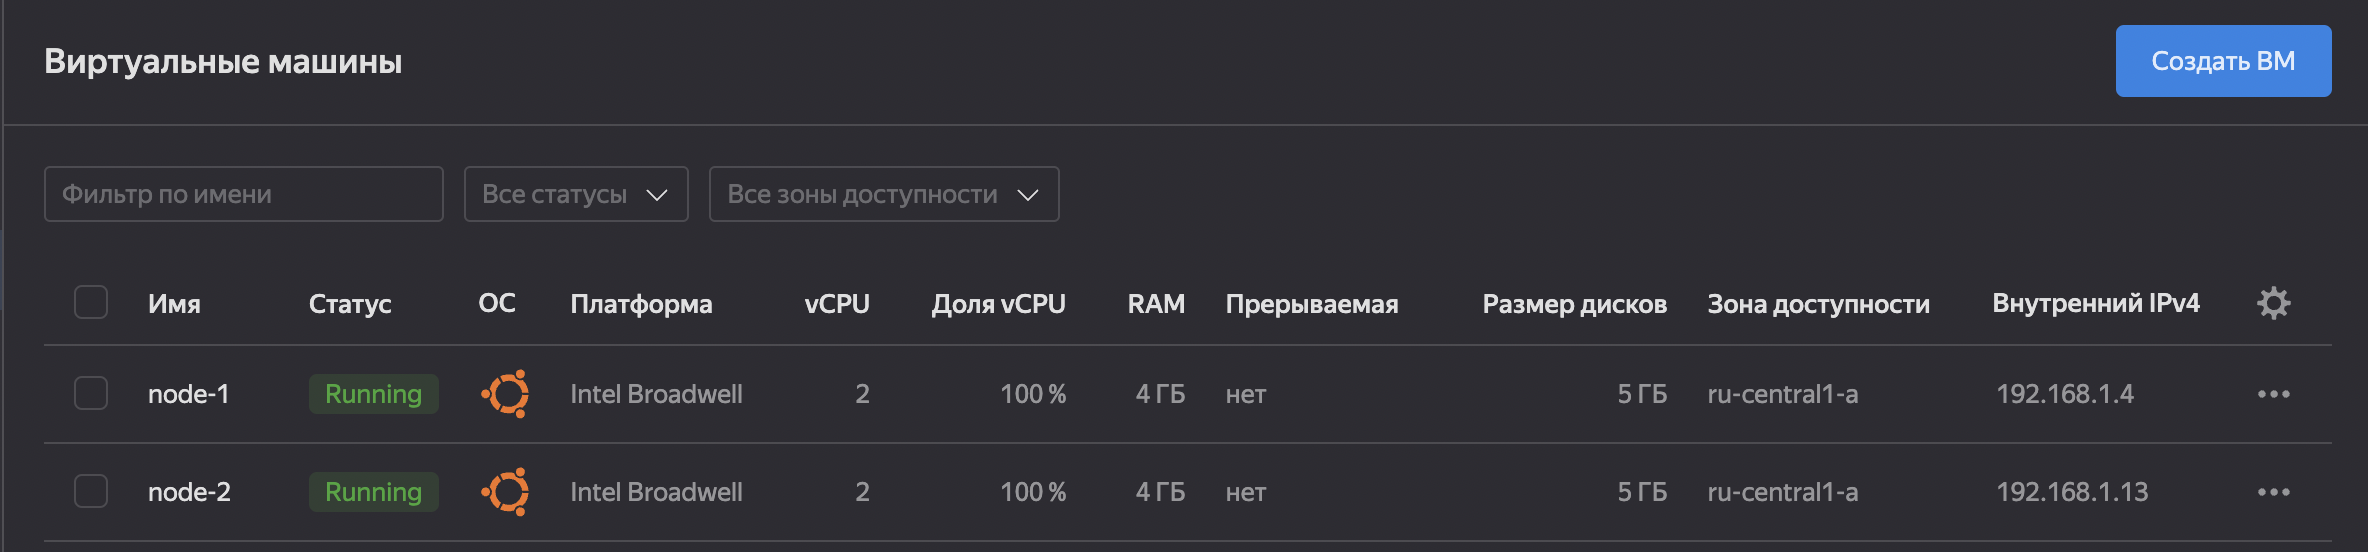 Виртуальные машины
Создать ВМ
Фильтр по имени
Все статусы
Все зоны доступности
Имя Статус ОС Платформа vCPU Доля vCPU RAM Прерываемая Размер дисков Зона доступности Внутренний IPv4
node-1 Running Intel Broadwell 2 100 % 4 ГБ нет 5 ГБ ru-central1-a 192.168.1.4
node-2 Running Intel Broadwell 2 100 % 4 ГБ нет 5 ГБ ru-central1-a 192.168.1.13